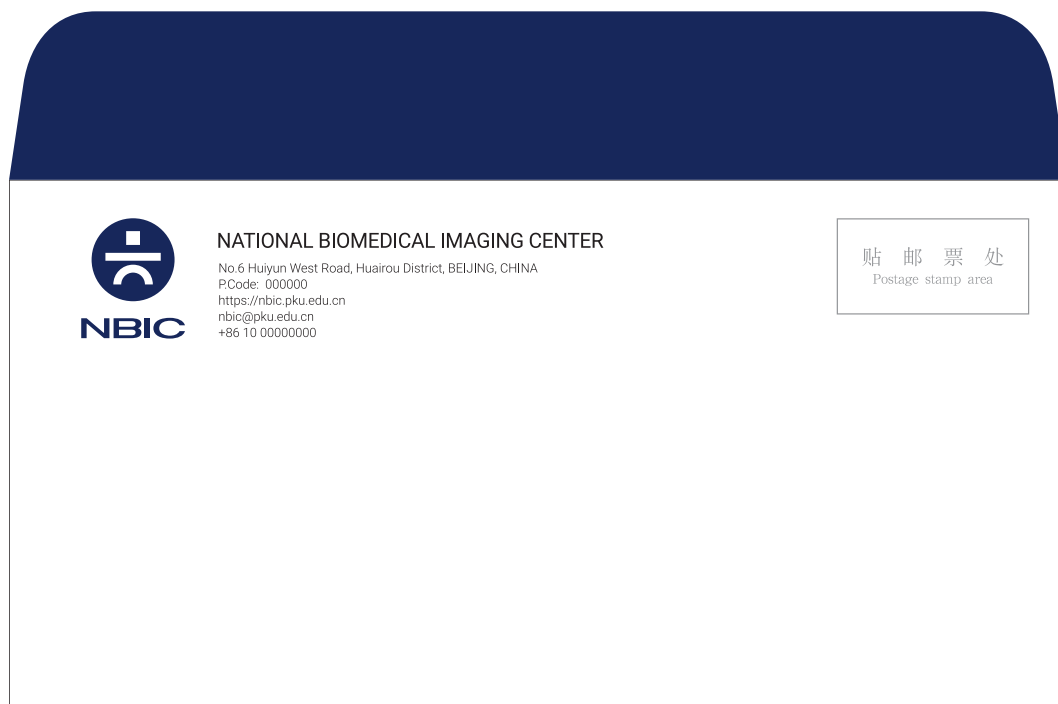 NBIC
NATIONAL BIOMEDICAL IMAGING CENTER
No.6 Huiyun West Road, Huairou District, BEIJING, CHINA
P.Code: 000000
https://nbic.pku.edu.cn
nbic@pku.edu.cn
+86 10 00000000
贴 邮 票 处
Postage stamp area